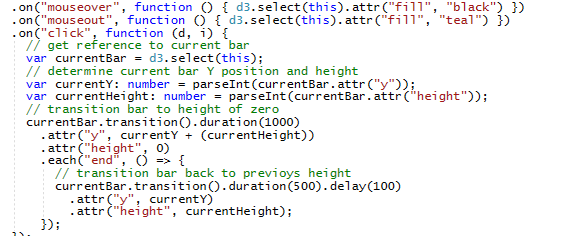 .on("mouseover", function () { d3.select(this).attr("fill", "black") })
.on("mouseout", function () { d3.select(this).attr("fill", "teal") })
.on("click", function (d, i) {
// get reference to current bar
var currentBar = d3.select(this);
// determine current bar Y position and height
var currentY: number = parseInt(currentBar.attr("y"));
var currentHeight: number = parseInt(currentBar.attr("height"));
// transition bar to height of zero
currentBar.transition().duration(1000)
.attr("y", currentY + (currentHeight))
.attr("height", 0)
.each("end", () => {
// transition bar back to previoys height
currentBar.transition().duration(500).delay(100)
.attr("y", currentY)
.attr("height", currentHeight);
});
});